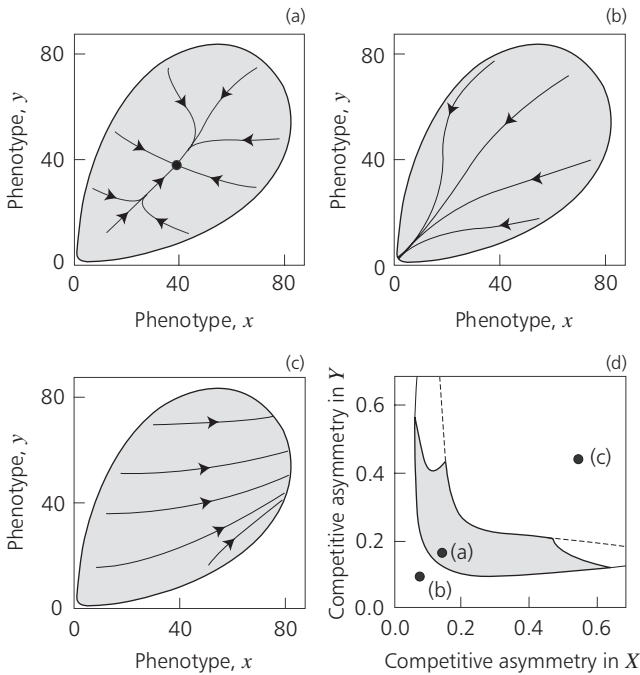 (a)
80
40
0
0
40
80
Phenotype, y
Phenotype, x
(b)
80
40
0
0
40
80
Phenotype, y
Phenotype, x
(c)
80
40
0
0
40
80
Phenotype, y
Phenotype, x
(d)
0.6
0.4
0.2
0.0
0.0
0.2
0.4
0.6
(c)
(a)
(b)
Competitive asymmetry in Y
Competitive asymmetry in X